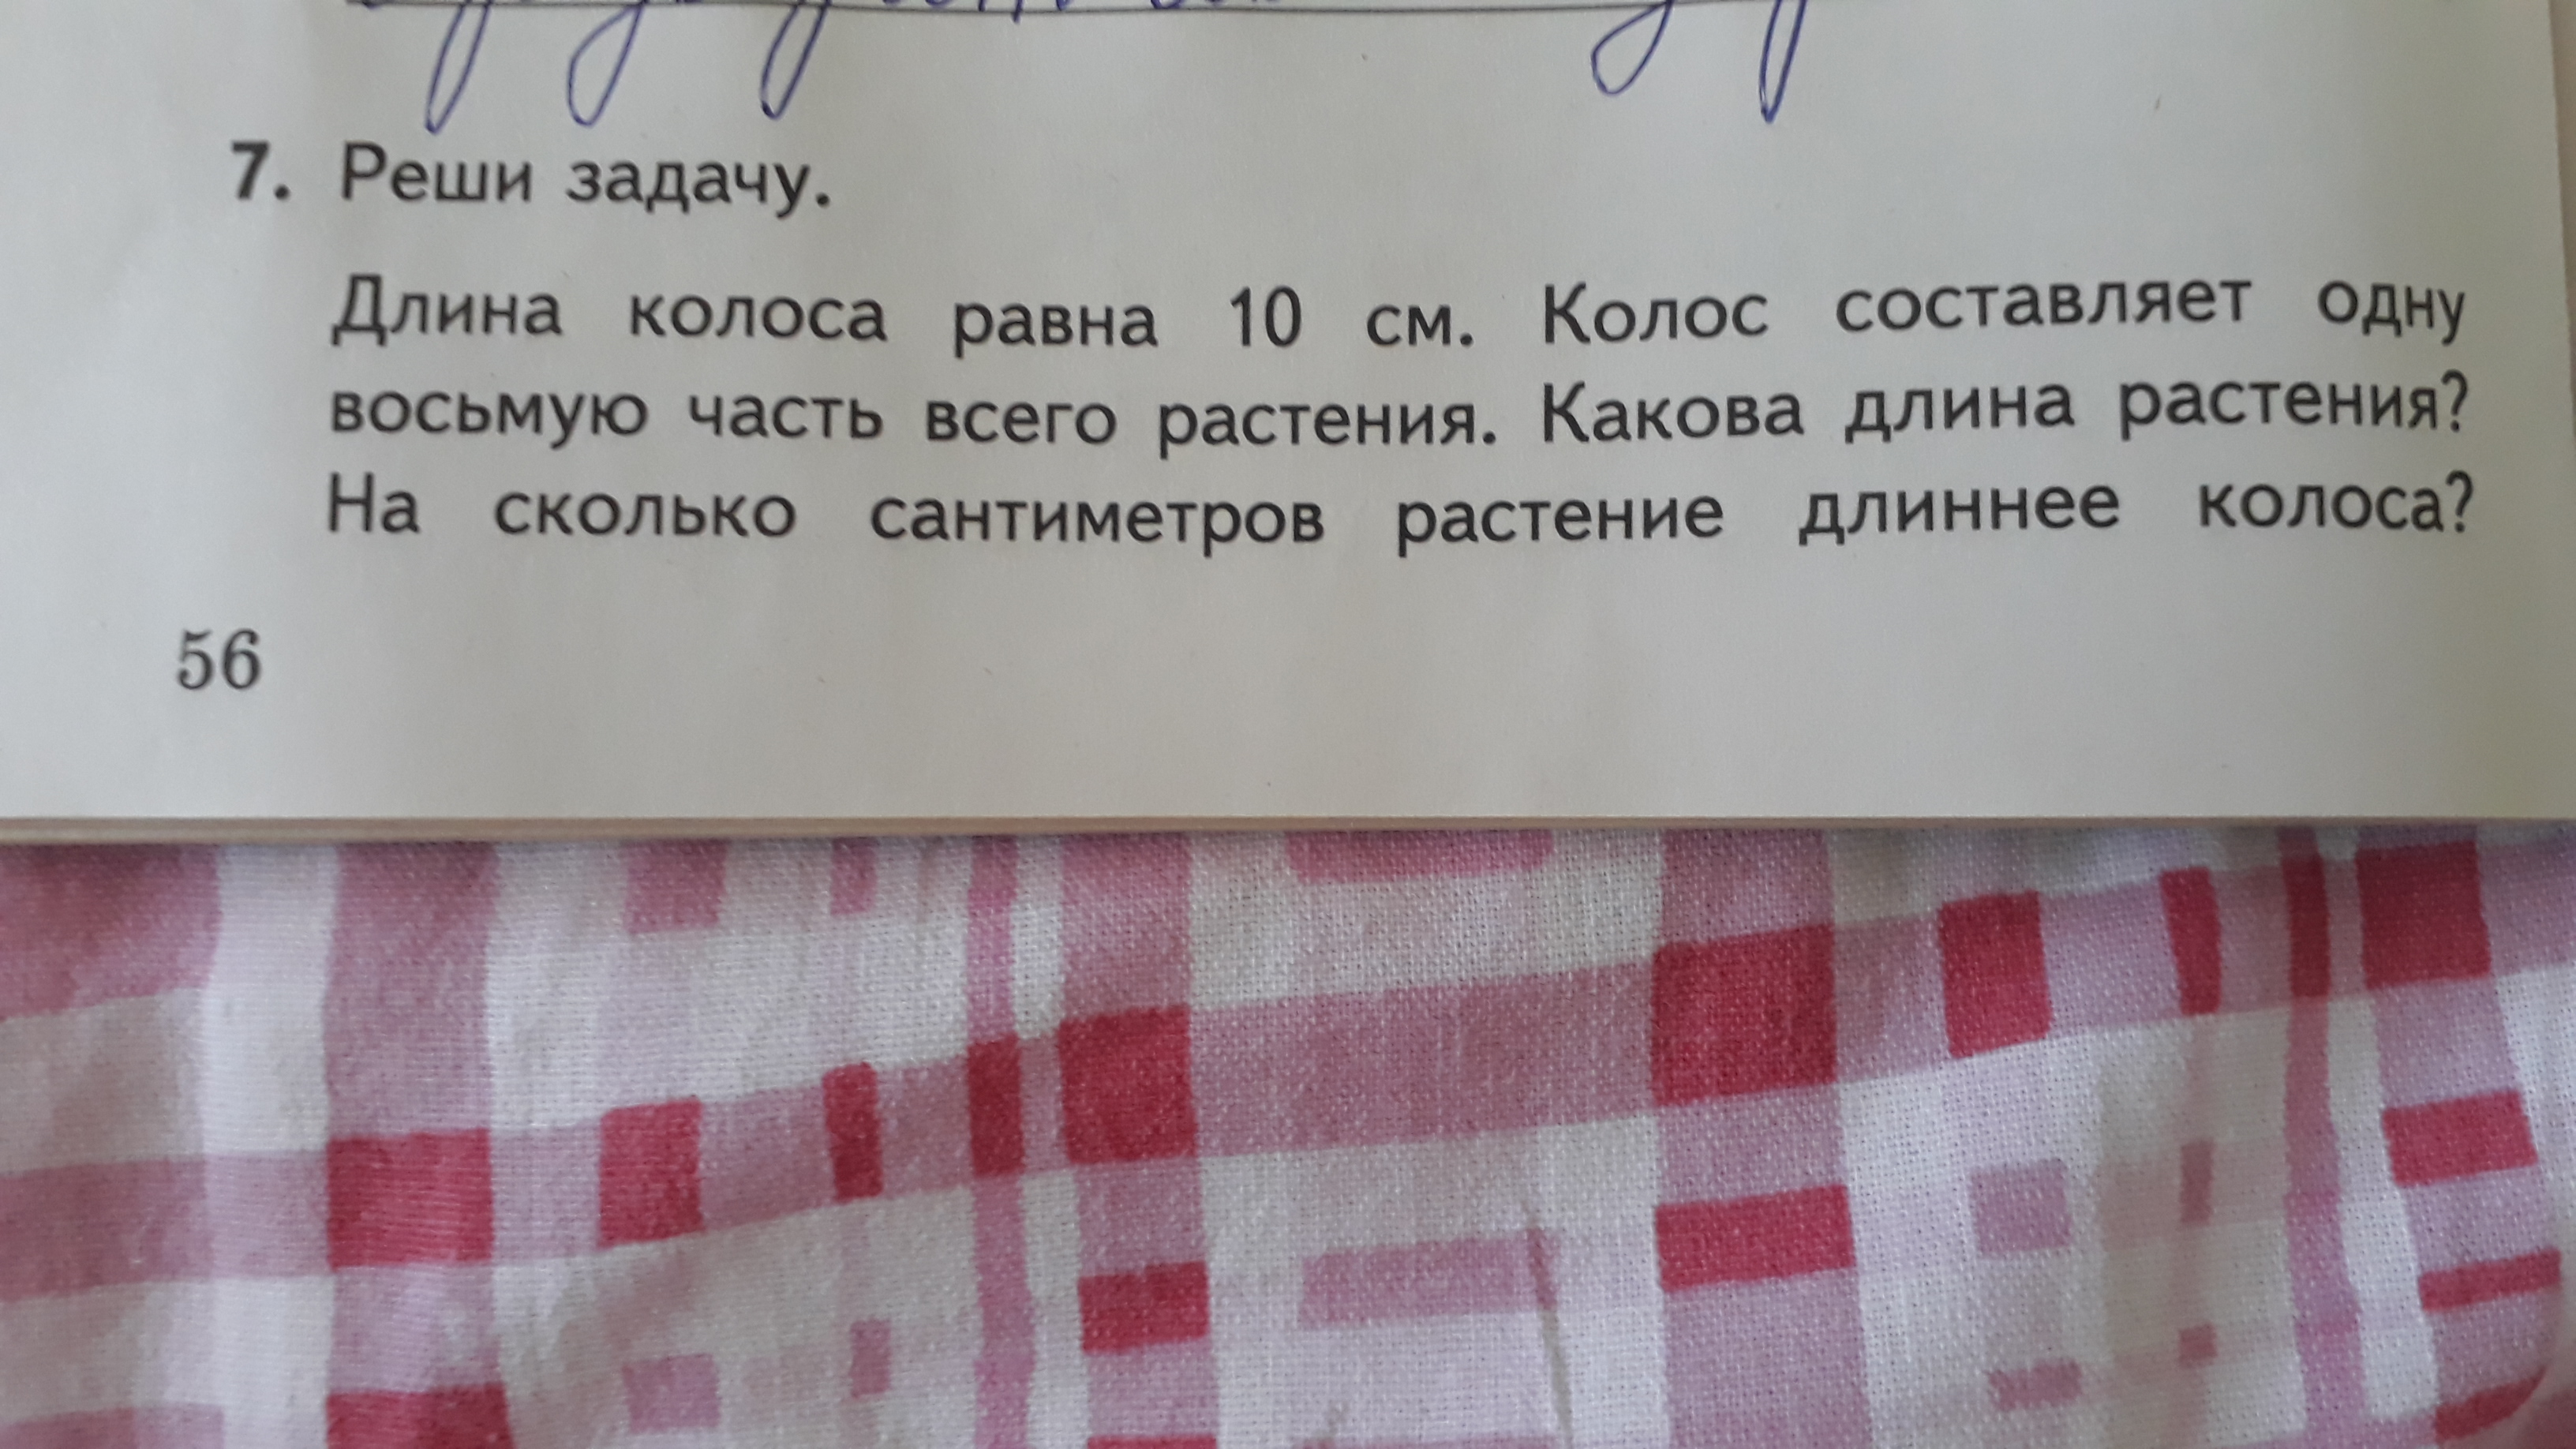 7. Реши задачу.
Длина колоса равна 10 см. Колос составляет одну
восьмую часть всего растения. Какова длина растения?
На сколько сантиметров растение длиннее колоса?
56